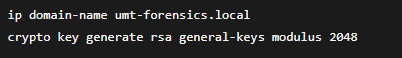 ip domain-name umt-forensics.local
crypto key generate rsa general-keys modulus 2048